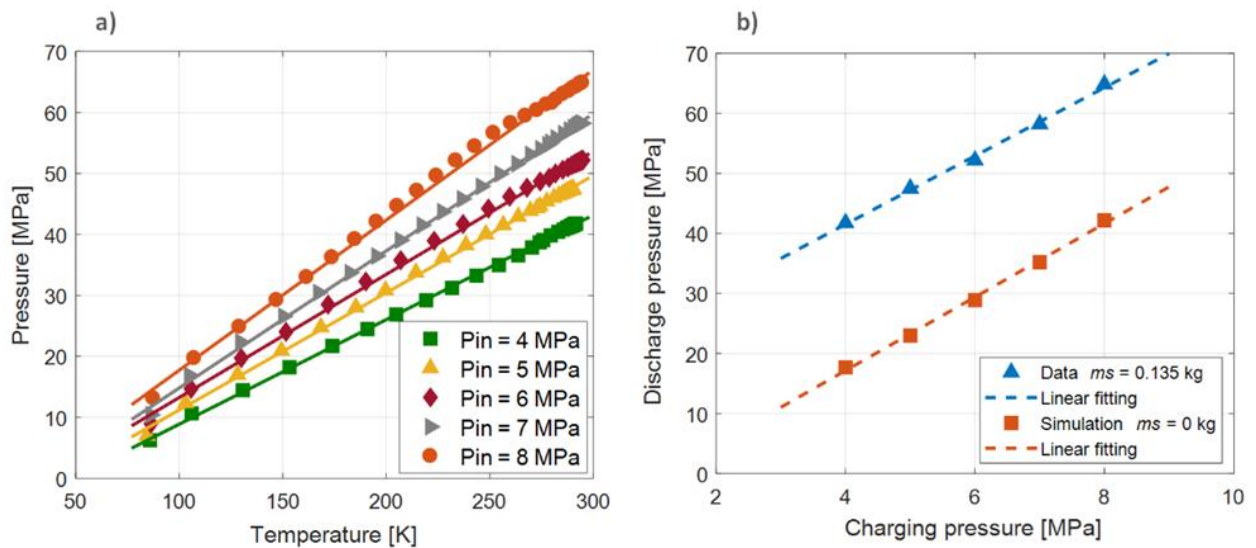 a)
Pressure [MPa]
70
60
50
40
30
20
10
0
50
100
150
200
250
300
Temperature [K]
Pin = 4 MPa
Pin = 5 MPa
Pin = 6 MPa
Pin = 7 MPa
Pin = 8 MPa
b)
Discharge pressure [MPa]
70
60
50
40
30
20
10
0
2
4
6
8
10
Charging pressure [MPa]
Data ms = 0.135 kg
Linear fitting
Simulation ms = 0 kg
Linear fitting